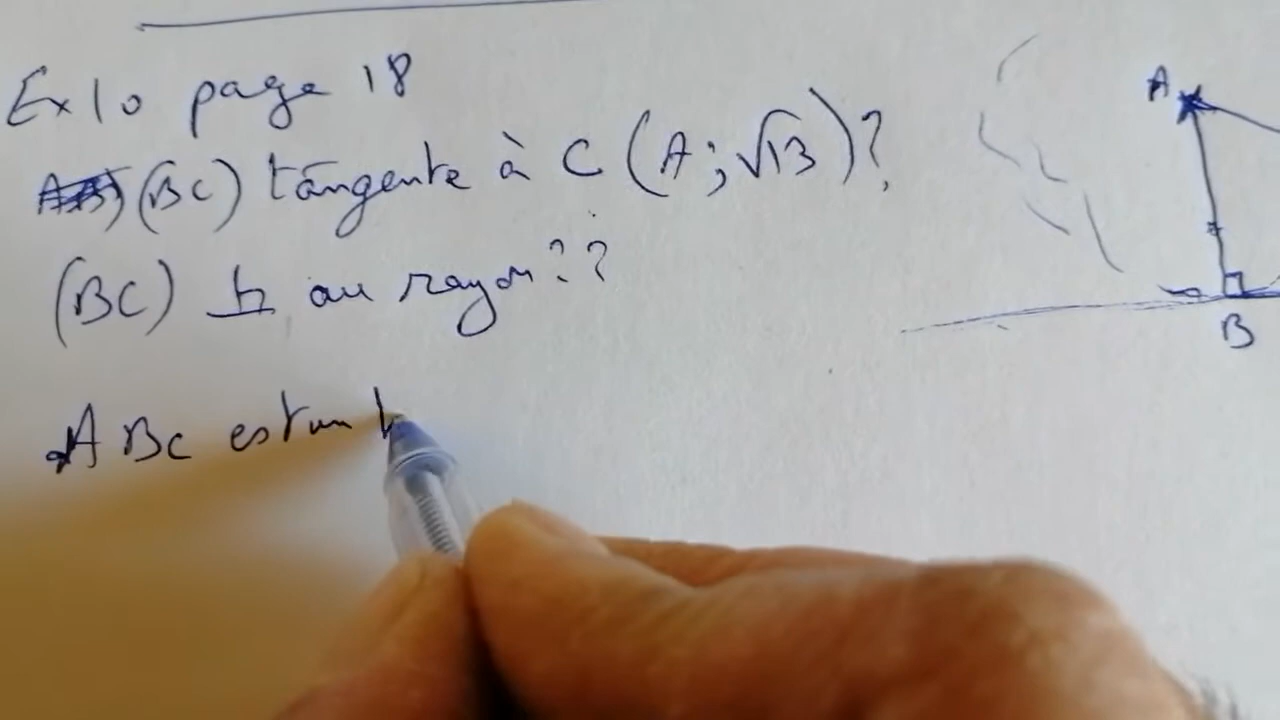 Ex 10 page 18
(BC) tangente à C (A; √13)?
(BC) ⊥ au rayon??
ABC est un
A
B